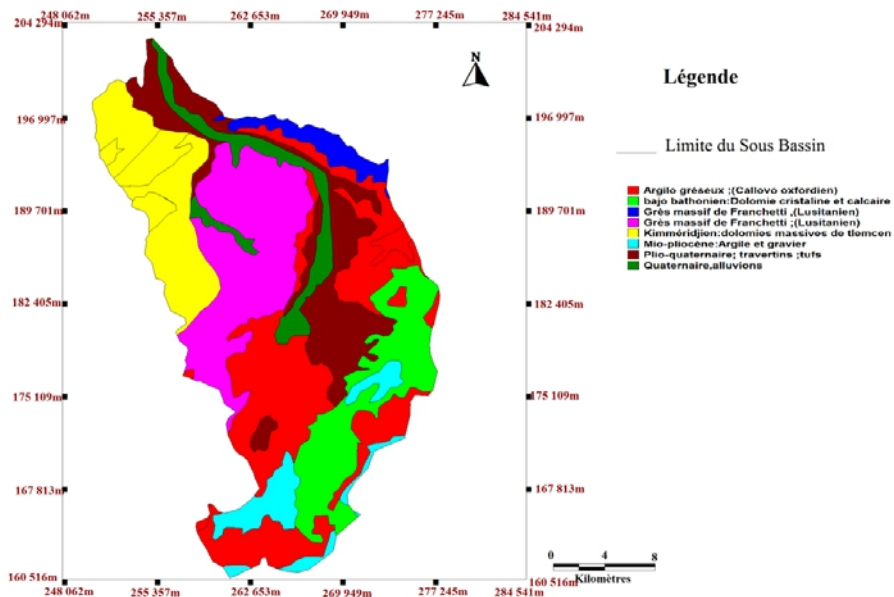 248 062m 255 357m 262 653m 269 949m 277 245m 284 541m
204 294m 204 294m
N
Légende
196 997m 196 997m
Limite du Sous Bassin
Argilo gréseux ;(Callovo oxfordien)
bajo bathonien:Dolomie cristaline et calcaire
Grès massif de Franchetti ,(Lusitanien)
Grès massif de Franchetti ;(Lusitanien)
Kimméridjien:dolomies massives de tlemcen
Mio-pliocène:Argile et gravier
Plio-quaternaire; travertins ;tufs
Quaternaire,alluvions
189 701m 189 701m
182 405m 182 405m
175 109m 175 109m
167 813m 167 813m
0 4 8
Kilomètres
160 516m 160 516m
248 062m 255 357m 262 653m 269 949m 277 245m 284 541m